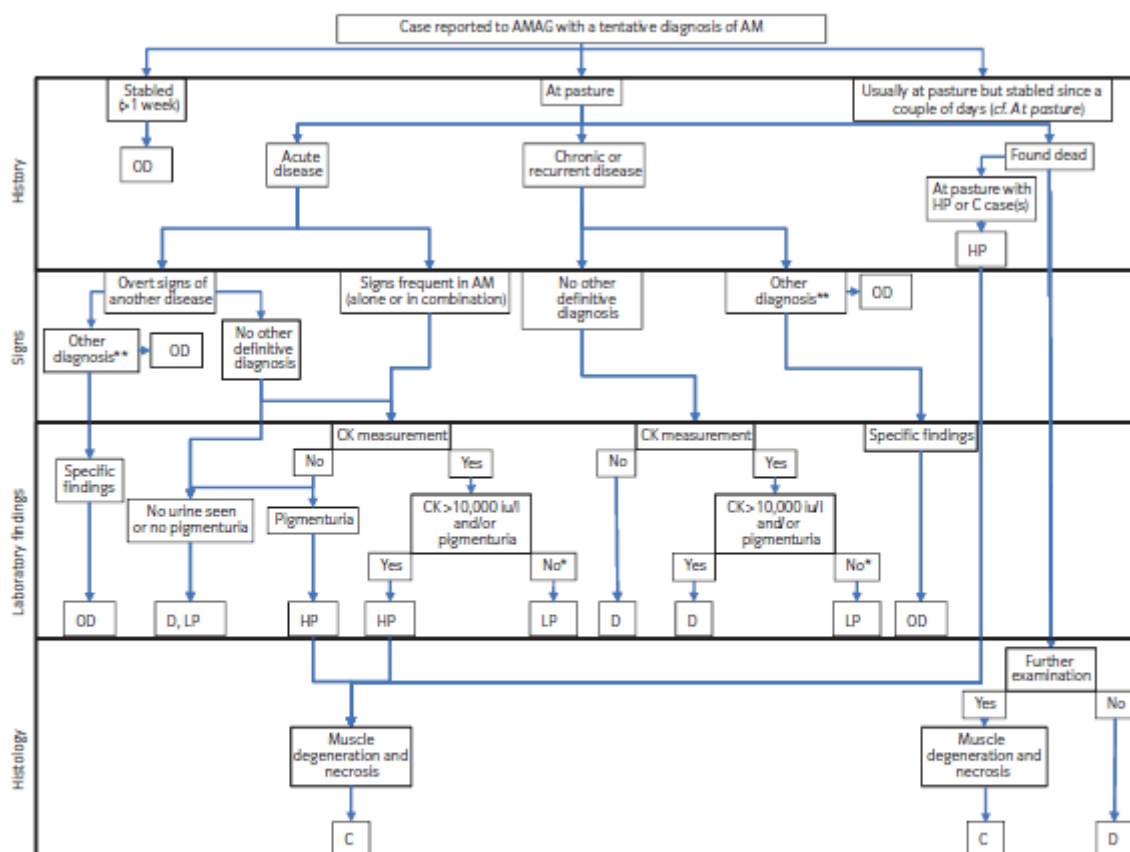 Case reported to AMAG with a tentative diagnosis of AM
History
Stabled
(>1 week)
At pasture
Usually at pasture but stabled since a
couple of days (cf. At pasture)
OD
Acute
disease
Chronic or
recurrent disease
Found dead
At pasture with
HP or C case(s)
HP
Signs
Overt signs of
another disease
Signs frequent in AM
(alone or in combination)
No other
definitive
diagnosis
Other
diagnosis**
OD
Other
diagnosis**
OD
No other
definitive
diagnosis
Laboratory findings
CK measurement
CK measurement
Specific findings
No
Yes
No
Yes
Specific
findings
No urine seen
or no pigmenturia
Pigmenturia
CK>10,000 iu/l
and/or
pigmenturia
CK>10,000 iu/l
and/or
pigmenturia
Yes
No*
Yes
No*
OD
D, LP
HP
HP
LP
D
D
LP
OD
Histology
Further
examination
Yes
No
Muscle
degeneration and
necrosis
Muscle
degeneration and
necrosis
C
C
D